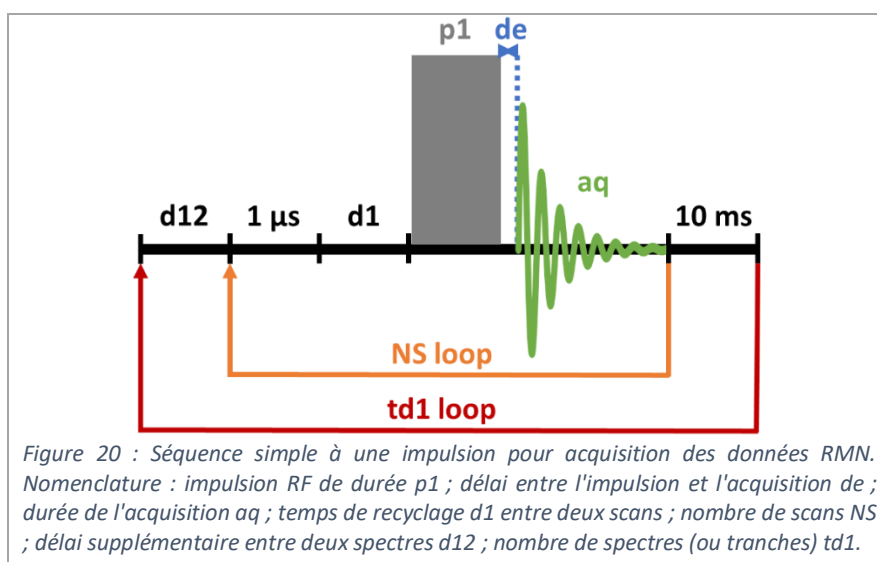 p1 de
aq
d12 1 µs d1 10 ms
NS loop
td1 loop
Figure 20 : Séquence simple à une impulsion pour acquisition des données RMN.
Nomenclature : impulsion RF de durée p1 ; délai entre l'impulsion et l'acquisition de ;
durée de l'acquisition aq ; temps de recyclage d1 entre deux scans ; nombre de scans NS
; délai supplémentaire entre deux spectres d12 ; nombre de spectres (ou tranches) td1.